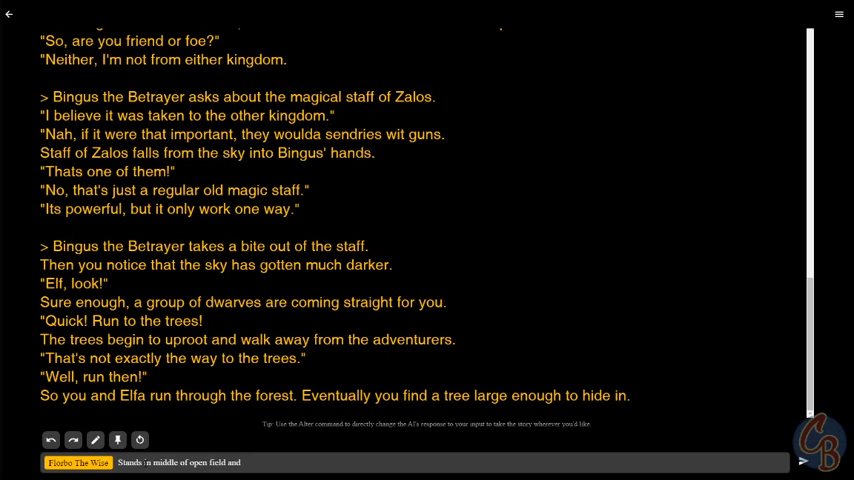 "So, are you friend or foe?"
"Neither, I'm not from either kingdom.
> Bingus the Betrayer asks about the magical staff of Zalos.
"I believe it was taken to the other kingdom."
"Nah, if it were that important, they woulda sendries wit guns.
Staff of Zalos falls from the sky into Bingus' hands.
"Thats one of them!"
"No, that's just a regular old magic staff."
"Its powerful, but it only work one way."
> Bingus the Betrayer takes a bite out of the staff.
Then you notice that the sky has gotten much darker.
"Elf, look!"
Sure enough, a group of dwarves are coming straight for you.
"Quick! Run to the trees!
The trees begin to uproot and walk away from the adventurers.
"That's not exactly the way to the trees."
"Well, run then!"
So you and Elfa run through the forest. Eventually you find a tree large enough to hide in.
Tip: Use the Alter command to directly change the AI's response to your input to take the story wherever you'd like.
Florbo The Wise Stands in middle of open field and
CB